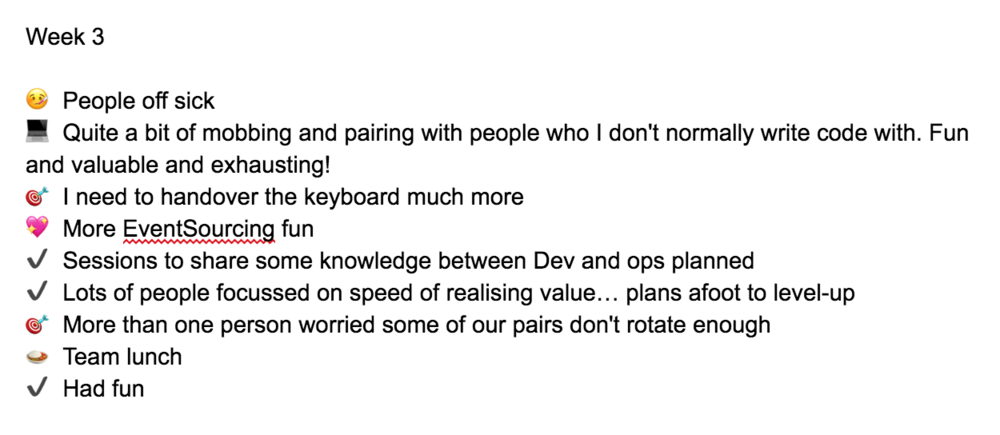 Week 3
🤒 People off sick
💻 Quite a bit of mobbing and pairing with people who I don't normally write code with. Fun
and valuable and exhausting!
🎯 I need to handover the keyboard much more
💖 More EventSourcing fun
✔ Sessions to share some knowledge between Dev and ops planned
✔ Lots of people focussed on speed of realising value… plans afoot to level-up
🎯 More than one person worried some of our pairs don't rotate enough
🍛 Team lunch
✔ Had fun